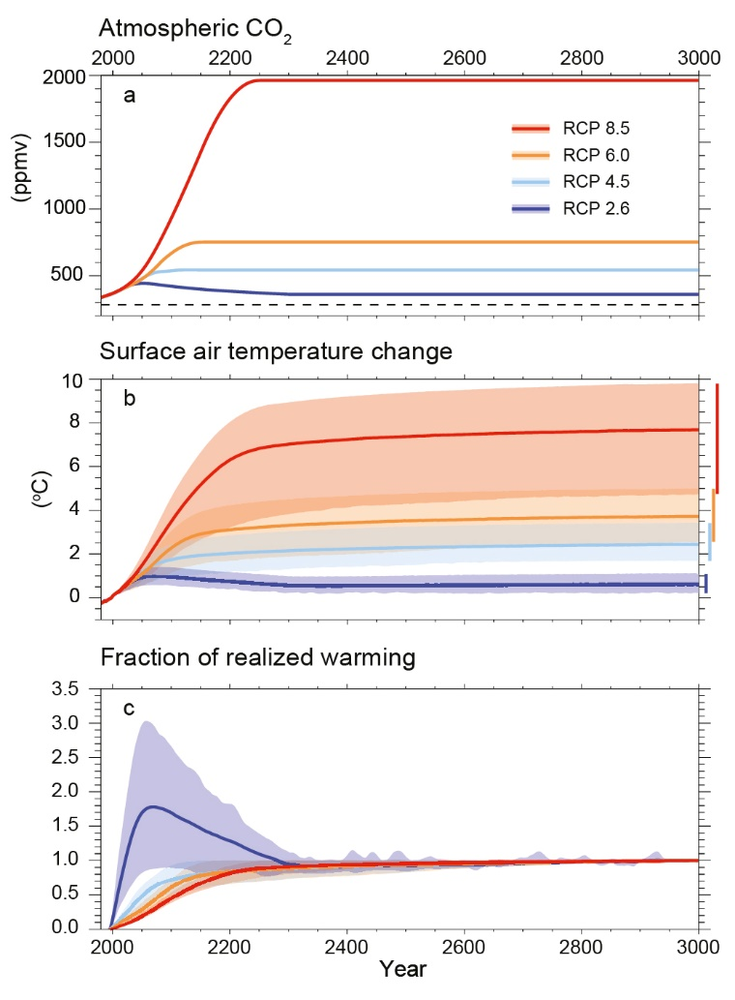 Atmospheric CO₂
2000 2200 2400 2600 2800 3000
2000
a
RCP 8.5
1500
RCP 6.0
(ppmv)
RCP 4.5
1000
RCP 2.6
500
Surface air temperature change
10
b
8
6
(°C)
4
2
0
Fraction of realized warming
3.5
c
3.0
2.5
2.0
1.5
1.0
0.5
0.0
2000 2200 2400 2600 2800 3000
Year